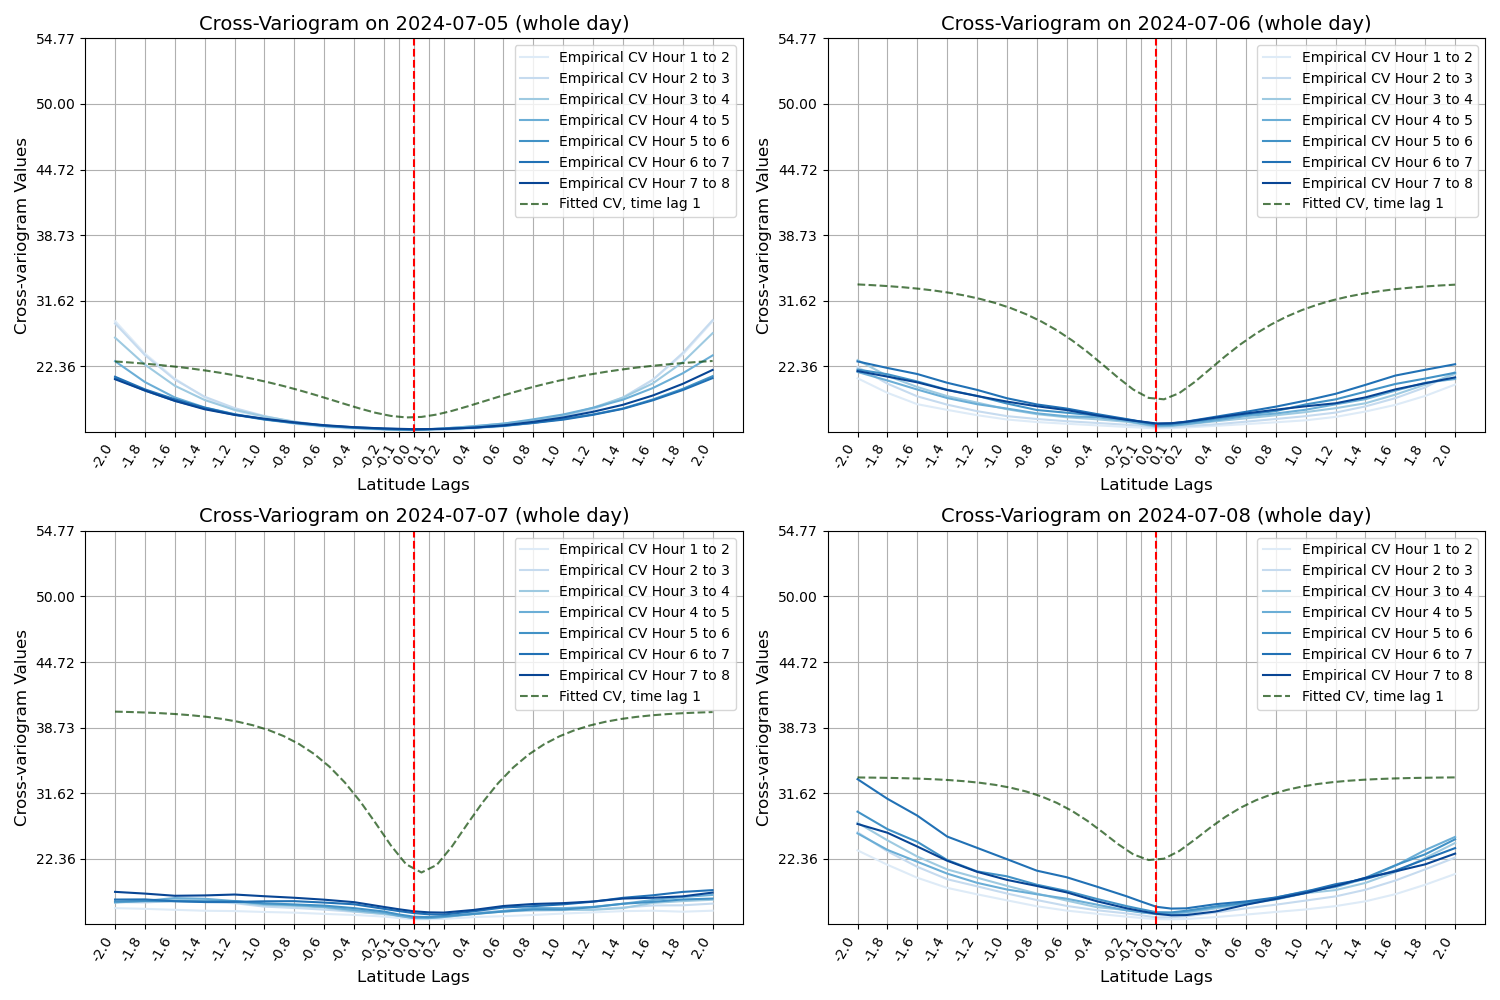 Cross-Variogram on 2024-07-05 (whole day)
54.77
50.00
44.72
38.73
31.62
22.36
Cross-variogram Values
Empirical CV Hour 1 to 2
Empirical CV Hour 2 to 3
Empirical CV Hour 3 to 4
Empirical CV Hour 4 to 5
Empirical CV Hour 5 to 6
Empirical CV Hour 6 to 7
Empirical CV Hour 7 to 8
Fitted CV, time lag 1
-2.0 -1.8 -1.6 -1.4 -1.2 -1.0 -0.8 -0.6 -0.4 -0.2 -0.1 0.0 0.1 0.2 0.4 0.6 0.8 1.0 1.2 1.4 1.6 1.8 2.0
Latitude Lags
Cross-Variogram on 2024-07-06 (whole day)
54.77
50.00
44.72
38.73
31.62
22.36
Cross-variogram Values
Empirical CV Hour 1 to 2
Empirical CV Hour 2 to 3
Empirical CV Hour 3 to 4
Empirical CV Hour 4 to 5
Empirical CV Hour 5 to 6
Empirical CV Hour 6 to 7
Empirical CV Hour 7 to 8
Fitted CV, time lag 1
-2.0 -1.8 -1.6 -1.4 -1.2 -1.0 -0.8 -0.6 -0.4 -0.2 -0.1 0.0 0.1 0.2 0.4 0.6 0.8 1.0 1.2 1.4 1.6 1.8 2.0
Latitude Lags
Cross-Variogram on 2024-07-07 (whole day)
54.77
50.00
44.72
38.73
31.62
22.36
Cross-variogram Values
Empirical CV Hour 1 to 2
Empirical CV Hour 2 to 3
Empirical CV Hour 3 to 4
Empirical CV Hour 4 to 5
Empirical CV Hour 5 to 6
Empirical CV Hour 6 to 7
Empirical CV Hour 7 to 8
Fitted CV, time lag 1
-2.0 -1.8 -1.6 -1.4 -1.2 -1.0 -0.8 -0.6 -0.4 -0.2 -0.1 0.0 0.1 0.2 0.4 0.6 0.8 1.0 1.2 1.4 1.6 1.8 2.0
Latitude Lags
Cross-Variogram on 2024-07-08 (whole day)
54.77
50.00
44.72
38.73
31.62
22.36
Cross-variogram Values
Empirical CV Hour 1 to 2
Empirical CV Hour 2 to 3
Empirical CV Hour 3 to 4
Empirical CV Hour 4 to 5
Empirical CV Hour 5 to 6
Empirical CV Hour 6 to 7
Empirical CV Hour 7 to 8
Fitted CV, time lag 1
-2.0 -1.8 -1.6 -1.4 -1.2 -1.0 -0.8 -0.6 -0.4 -0.2 -0.1 0.0 0.1 0.2 0.4 0.6 0.8 1.0 1.2 1.4 1.6 1.8 2.0
Latitude Lags